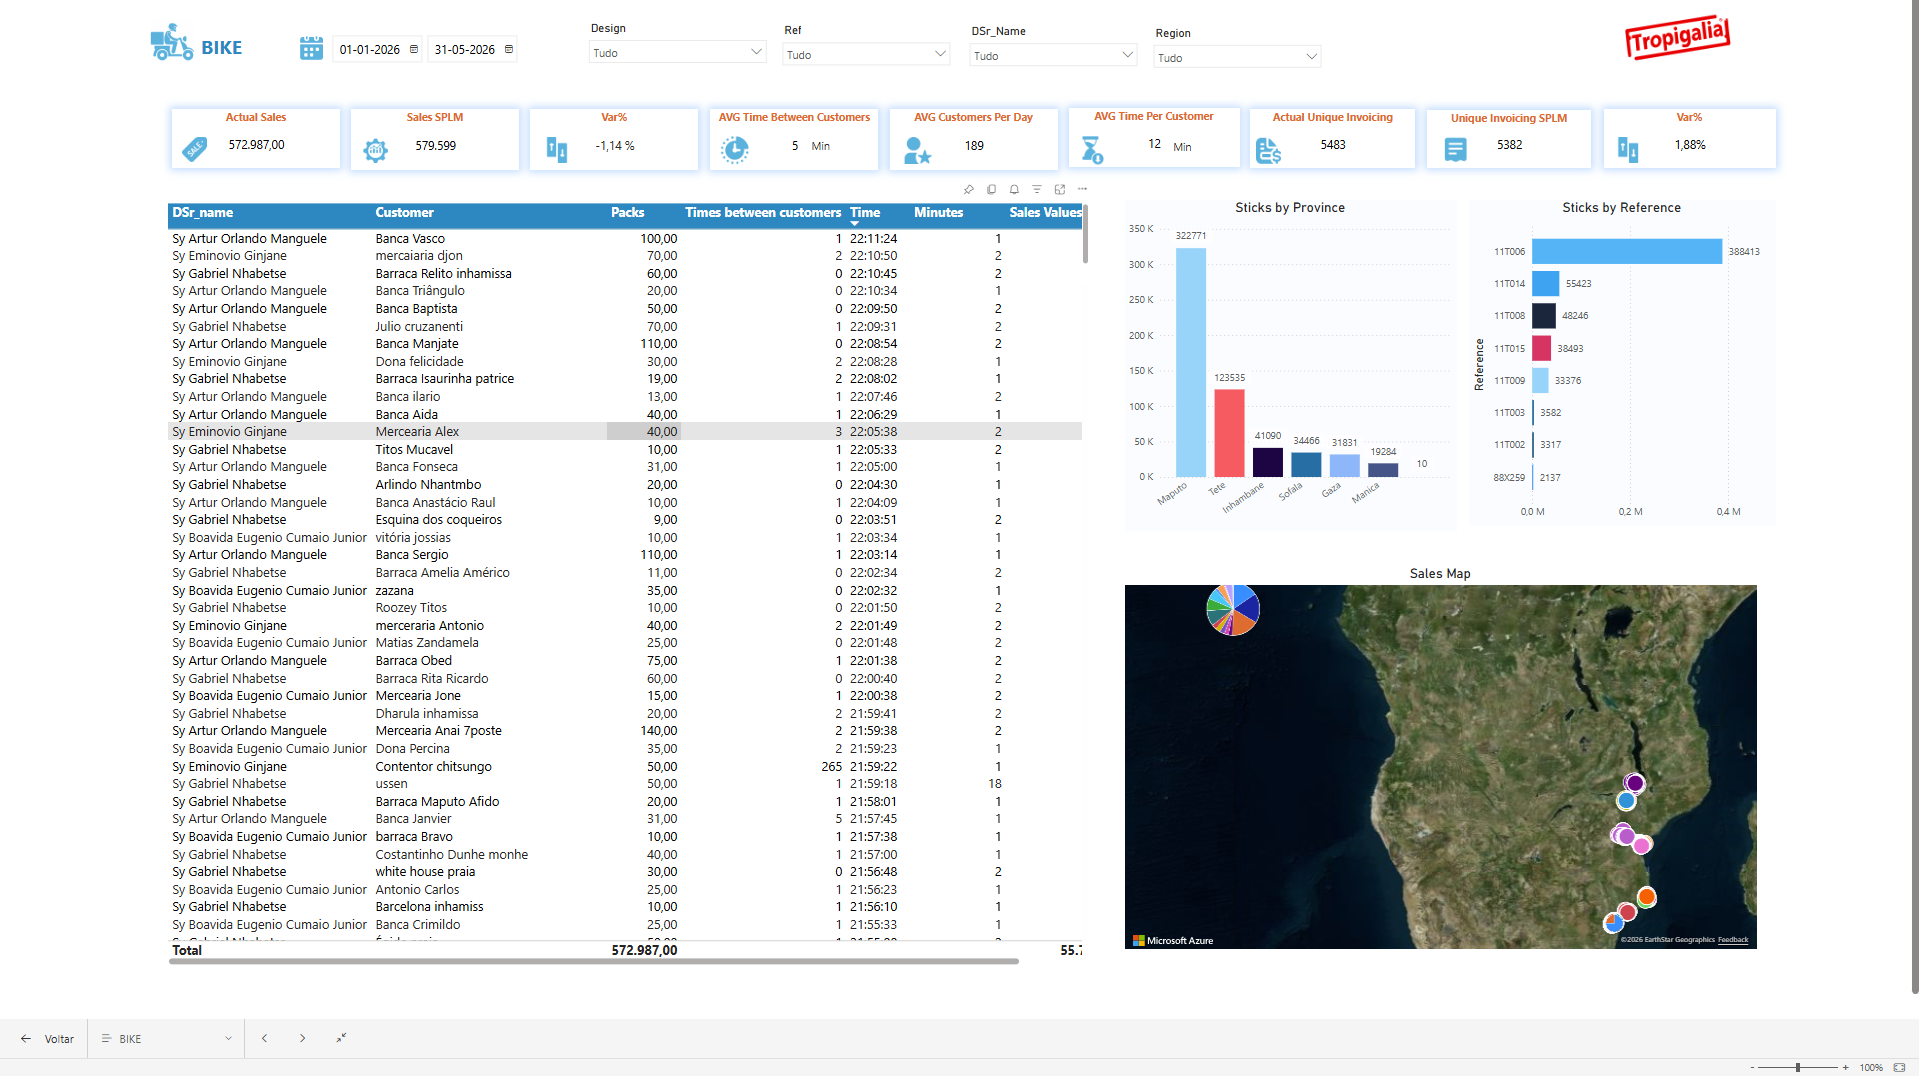 BIKE
01-01-2026
31-05-2026
Design
Tudo
Ref
Tudo
DSr_Name
Tudo
Region
Tudo
Tropigalia
Actual Sales
SALE
572.987,00
Sales SPLM
579.599
Var%
-1,14 %
AVG Time Between Customers
5 Min
AVG Customers Per Day
189
AVG Time Per Customer
12 Min
Actual Unique Invoicing
5483
Unique Invoicing SPLM
5382
Var%
1,88%
DSr_name Customer Packs Times between customers Time Minutes Sales Values
Sy Artur Orlando Manguele Banca Vasco 100,00 1 22:11:24 1
Sy Eminovio Ginjane mercaiaria djon 70,00 2 22:10:50 2
Sy Gabriel Nhabetse Barraca Relito inhamissa 60,00 0 22:10:45 2
Sy Artur Orlando Manguele Banca Triângulo 20,00 0 22:10:34 1
Sy Artur Orlando Manguele Banca Baptista 50,00 0 22:09:50 2
Sy Gabriel Nhabetse Julio cruzanenti 70,00 1 22:09:31 2
Sy Artur Orlando Manguele Banca Manjate 110,00 0 22:08:54 2
Sy Eminovio Ginjane Dona felicidade 30,00 2 22:08:28 1
Sy Gabriel Nhabetse Barraca Isaurinha patrice 19,00 2 22:08:02 1
Sy Artur Orlando Manguele Banca ilario 13,00 1 22:07:46 2
Sy Artur Orlando Manguele Banca Aida 40,00 1 22:06:29 1
Sy Eminovio Ginjane Mercearia Alex 40,00 3 22:05:38 2
Sy Gabriel Nhabetse Titos Mucavel 10,00 1 22:05:33 2
Sy Artur Orlando Manguele Banca Fonseca 31,00 1 22:05:00 1
Sy Gabriel Nhabetse Arlindo Nhantmbo 20,00 0 22:04:30 1
Sy Artur Orlando Manguele Banca Anastácio Raul 10,00 1 22:04:09 1
Sy Gabriel Nhabetse Esquina dos coqueiros 9,00 0 22:03:51 2
Sy Boavida Eugenio Cumaio Junior vitória jossias 10,00 1 22:03:34 1
Sy Artur Orlando Manguele Banca Sergio 110,00 1 22:03:14 1
Sy Gabriel Nhabetse Barraca Amelia Américo 11,00 0 22:02:34 2
Sy Boavida Eugenio Cumaio Junior zazana 35,00 0 22:02:32 1
Sy Gabriel Nhabetse Roozey Titos 10,00 0 22:01:50 2
Sy Eminovio Ginjane merceraria Antonio 40,00 2 22:01:49 2
Sy Boavida Eugenio Cumaio Junior Matias Zandamela 25,00 0 22:01:48 2
Sy Artur Orlando Manguele Barraca Obed 75,00 1 22:01:38 2
Sy Gabriel Nhabetse Barraca Rita Ricardo 60,00 0 22:00:40 2
Sy Boavida Eugenio Cumaio Junior Mercearia Jone 15,00 1 22:00:38 2
Sy Gabriel Nhabetse Dharula inhamissa 20,00 2 21:59:41 2
Sy Artur Orlando Manguele Mercearia Anai 7poste 140,00 2 21:59:38 2
Sy Boavida Eugenio Cumaio Junior Dona Percina 35,00 2 21:59:23 1
Sy Eminovio Ginjane Contentor chitsungo 50,00 265 21:59:22 1
Sy Gabriel Nhabetse ussen 50,00 1 21:59:18 18
Sy Gabriel Nhabetse Barraca Maputo Afido 20,00 1 21:58:01 1
Sy Artur Orlando Manguele Banca Janvier 31,00 5 21:57:45 1
Sy Boavida Eugenio Cumaio Junior barraca Bravo 10,00 1 21:57:38 1
Sy Gabriel Nhabetse Costantinho Dunhe monhe 40,00 1 21:57:00 1
Sy Gabriel Nhabetse white house praia 30,00 0 21:56:48 2
Sy Boavida Eugenio Cumaio Junior Antonio Carlos 25,00 1 21:56:23 1
Sy Gabriel Nhabetse Barcelona inhamiss 10,00 1 21:56:10 1
Sy Boavida Eugenio Cumaio Junior Banca Crimildo 25,00 1 21:55:33 1
Total 572.987,00 55.7
Sticks by Province
350 K
300 K
250 K
200 K
150 K
100 K
50 K
0 K
322771
123535
41090
34466
31831
19284
10
Maputo
Tete
Inhambane
Sofala
Gaza
Manica
Sticks by Reference
Reference
11T006 388413
11T014 55423
11T008 48246
11T015 38493
11T009 33376
11T003 3582
11T002 3317
88X259 2137
0,0 M 0,2 M 0,4 M
Sales Map
Microsoft Azure
©2026 EarthStar Geographics Feedback
Voltar
BIKE
- + 100%